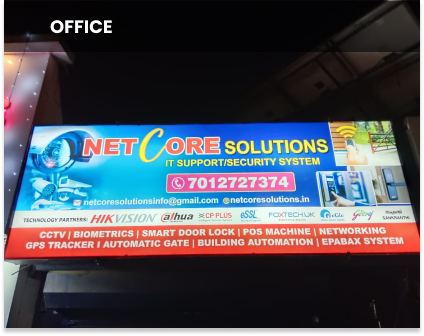 OFFICE
NETCORE SOLUTIONS
IT SUPPORT/SECURITY SYSTEM
7012727374
netcoresolutionsinfo@gmail.com netcoresolutions.in
TECHNOLOGY PARTNERS: HIKVISION alhua CP PLUS eSSL FOXTECH UK Godrej
CCTV | BIOMETRICS | SMART DOOR LOCK | POS MACHINE | NETWORKING
GPS TRACKER I AUTOMATIC GATE | BUILDING AUTOMATION | EPABAX SYSTEM